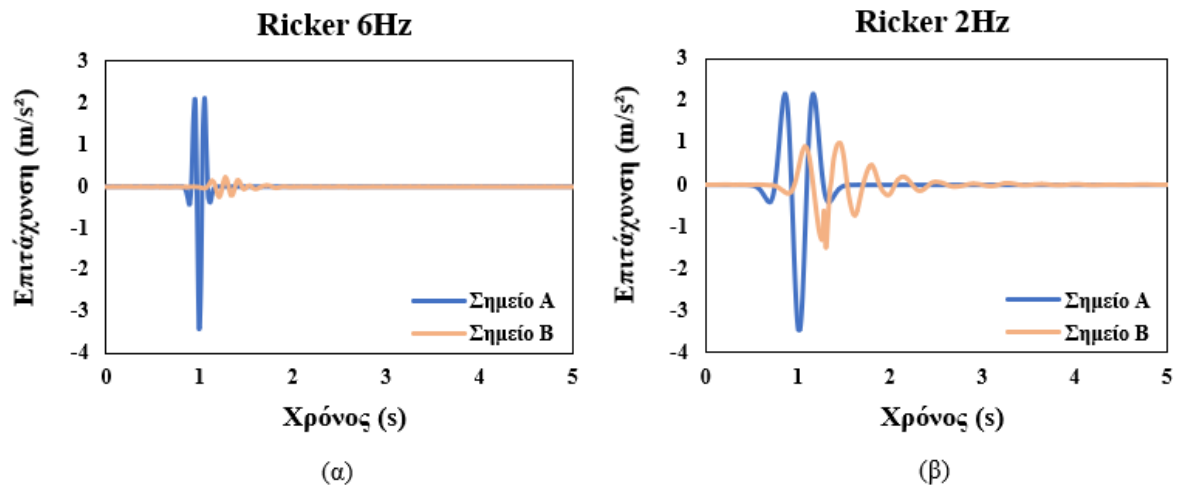 Ricker 6Hz
Επιτάχυνση (m/s²)
3
2
1
0
-1
-2
-3
-4
0 1 2 3 4 5
Σημείο A
Σημείο B
Χρόνος (s)
(α)
Ricker 2Hz
Επιτάχυνση (m/s²)
3
2
1
0
-1
-2
-3
-4
0 1 2 3 4 5
Σημείο A
Σημείο B
Χρόνος (s)
(β)